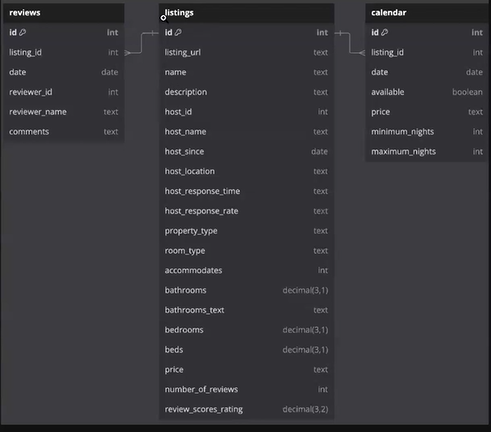 reviews
id int
listing_id int
date date
reviewer_id int
reviewer_name text
comments text
listings
id int
listing_url text
name text
description text
host_id int
host_name text
host_since date
host_location text
host_response_time text
host_response_rate text
property_type text
room_type text
accommodates int
bathrooms decimal(3,1)
bathrooms_text text
bedrooms decimal(3,1)
beds decimal(3,1)
price text
number_of_reviews int
review_scores_rating decimal(3,2)
calendar
id int
listing_id int
date date
available boolean
price text
minimum_nights int
maximum_nights int